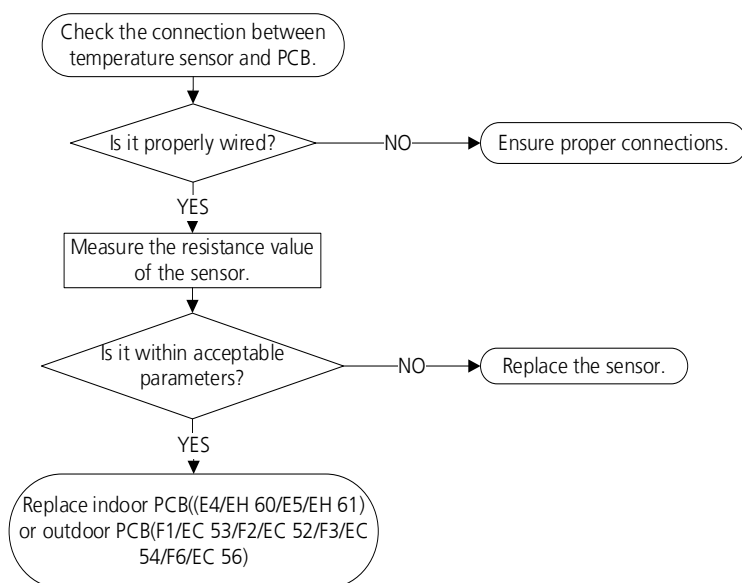 Check the connection between
temperature sensor and PCB.
Is it properly wired?
NO
Ensure proper connections.
YES
Measure the resistance value
of the sensor.
Is it within acceptable
parameters?
NO
Replace the sensor.
YES
Replace indoor PCB((E4/EH 60/E5/EH 61)
or outdoor PCB(F1/EC 53/F2/EC 52/F3/EC
54/F6/EC 56)